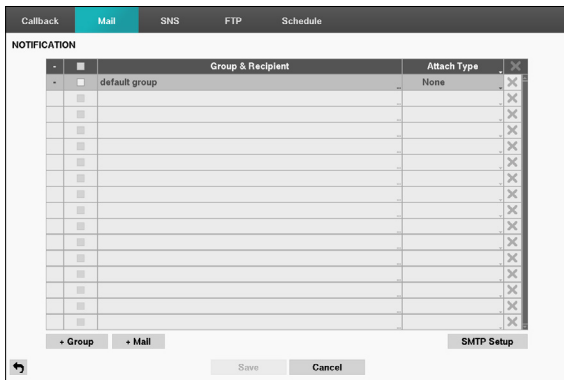 Callback Mail SNS FTP Schedule
NOTIFICATION
- Group & Recipient Attach Type
- default group ... None
+ Group + Mail SMTP Setup
Save Cancel